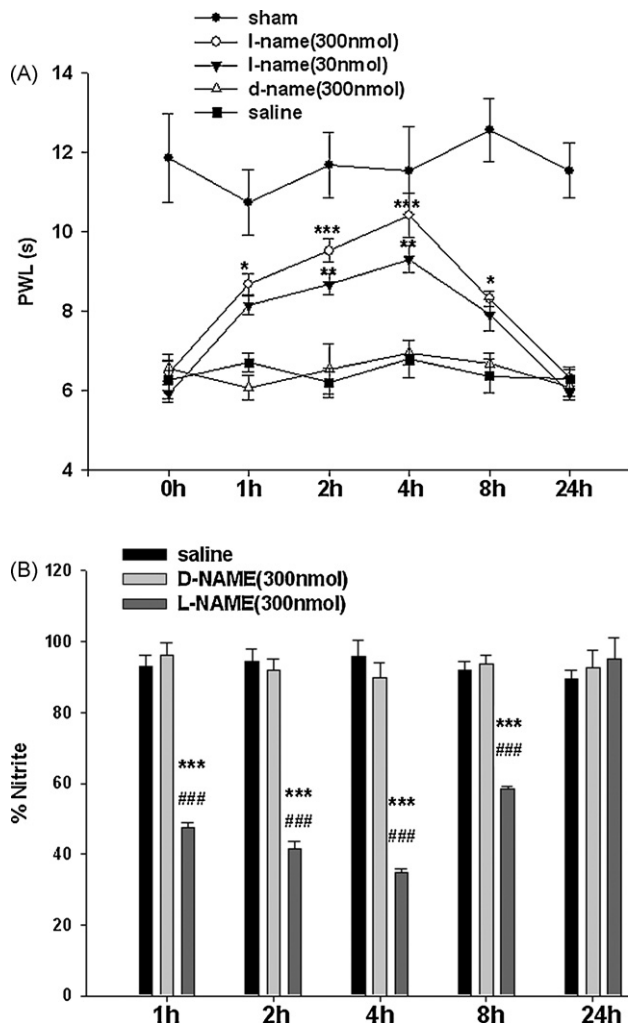 sham
l-name(300nmol)
l-name(30nmol)
d-name(300nmol)
saline
(A)
14
12
10
8
6
4
PWL (s)
*
***
**
***
**
*
0h 1h 2h 4h 8h 24h
(B)
saline
D-NAME(300nmol)
L-NAME(300nmol)
120
100
80
60
40
20
0
% Nitrite
***
###
***
###
***
###
***
###
1h 2h 4h 8h 24h